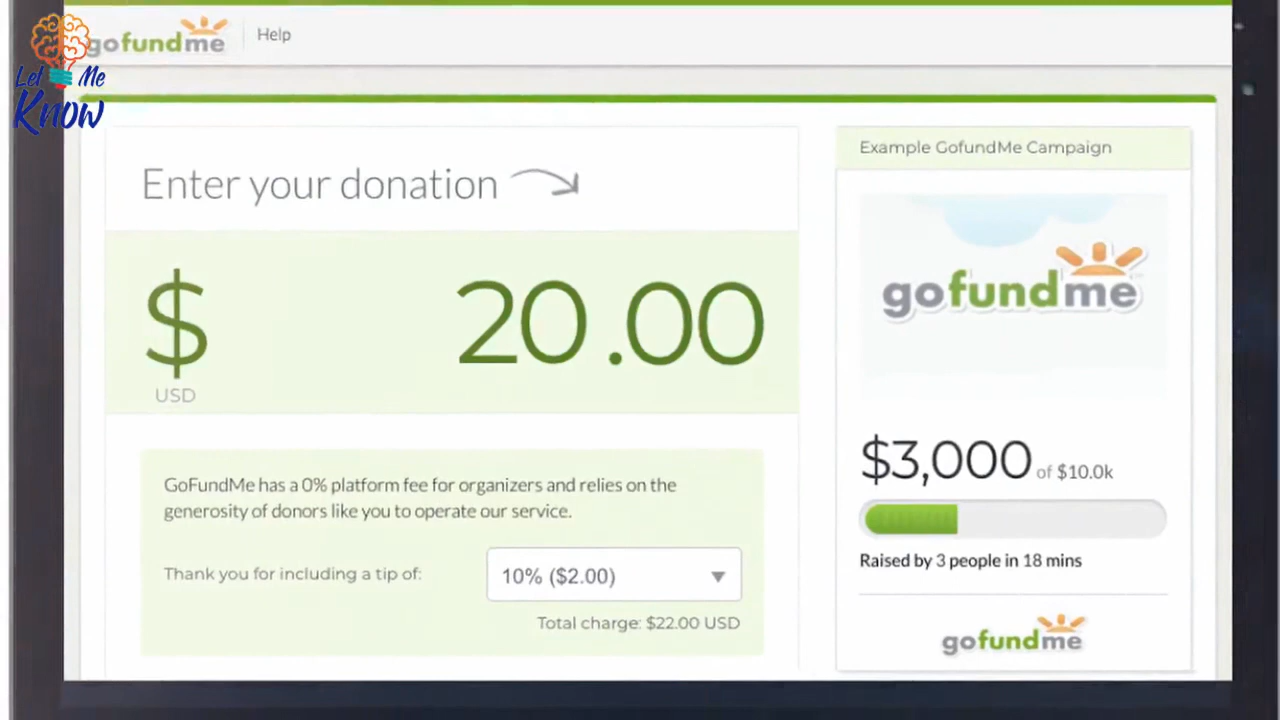 Let Me
Know
gofundme
Help
Enter your donation
$ 20.00
USD
GoFundMe has a 0% platform fee for organizers and relies on the
generosity of donors like you to operate our service.
Thank you for including a tip of:
10% ($2.00)
Total charge: $22.00 USD
Example GofundMe Campaign
gofundme
$3,000 of $10.0k
Raised by 3 people in 18 mins
gofundme